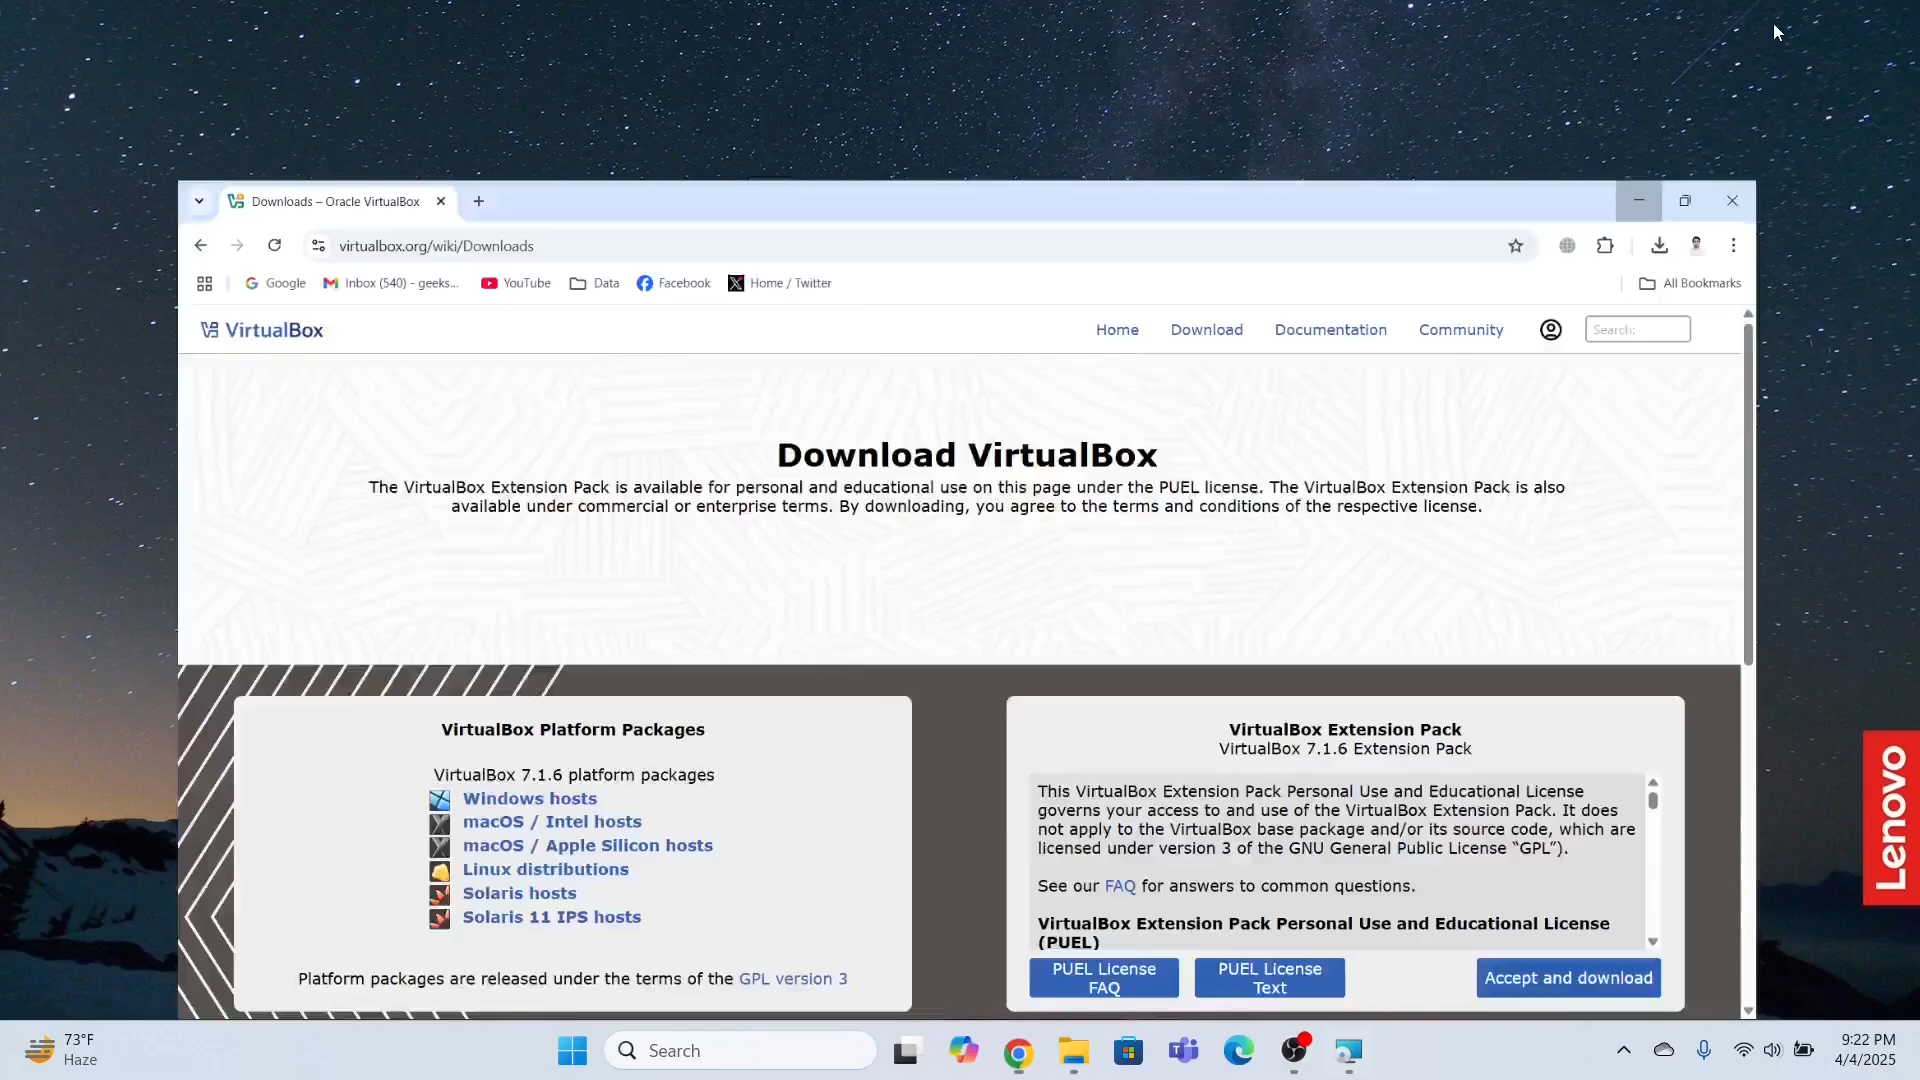 Downloads – Oracle VirtualBox
virtualbox.org/wiki/Downloads
Google
Inbox (540) - geeks...
YouTube
Data
Facebook
Home / Twitter
All Bookmarks
VirtualBox
Home
Download
Documentation
Community
Search:
Download VirtualBox
The VirtualBox Extension Pack is available for personal and educational use on this page under the PUEL license. The VirtualBox Extension Pack is also
available under commercial or enterprise terms. By downloading, you agree to the terms and conditions of the respective license.
VirtualBox Platform Packages
VirtualBox 7.1.6 platform packages
Windows hosts
macOS / Intel hosts
macOS / Apple Silicon hosts
Linux distributions
Solaris hosts
Solaris 11 IPS hosts
Platform packages are released under the terms of the GPL version 3
VirtualBox Extension Pack
VirtualBox 7.1.6 Extension Pack
This VirtualBox Extension Pack Personal Use and Educational License
governs your access to and use of the VirtualBox Extension Pack. It does
not apply to the VirtualBox base package and/or its source code, which are
licensed under version 3 of the GNU General Public License “GPL”).
See our FAQ for answers to common questions.
VirtualBox Extension Pack Personal Use and Educational License
(PUEL)
PUEL License
FAQ
PUEL License
Text
Accept and download
Lenovo
73°F
Haze
Search
9:22 PM
4/4/2025